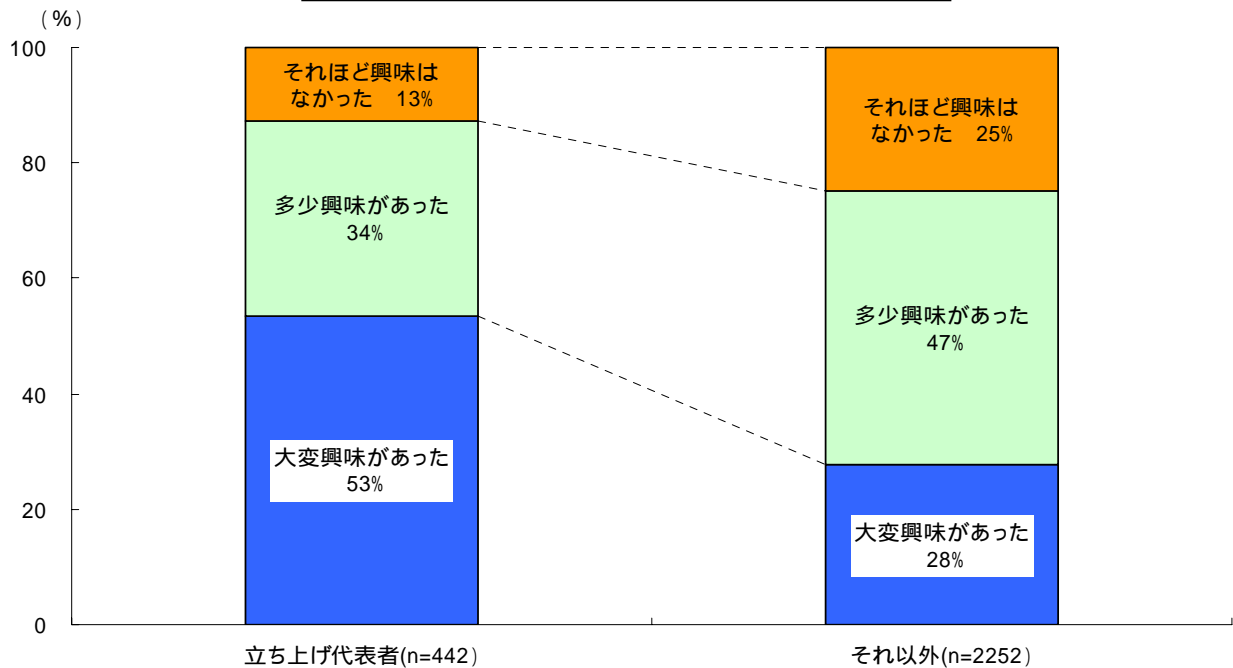 (%)
100
80
60
40
20
0
それほど興味は
なかった 13%
多少興味があった
34%
大変興味があった
53%
それほど興味は
なかった 25%
多少興味があった
47%
大変興味があった
28%
立ち上げ代表者(n=442)
それ以外(n=2252)